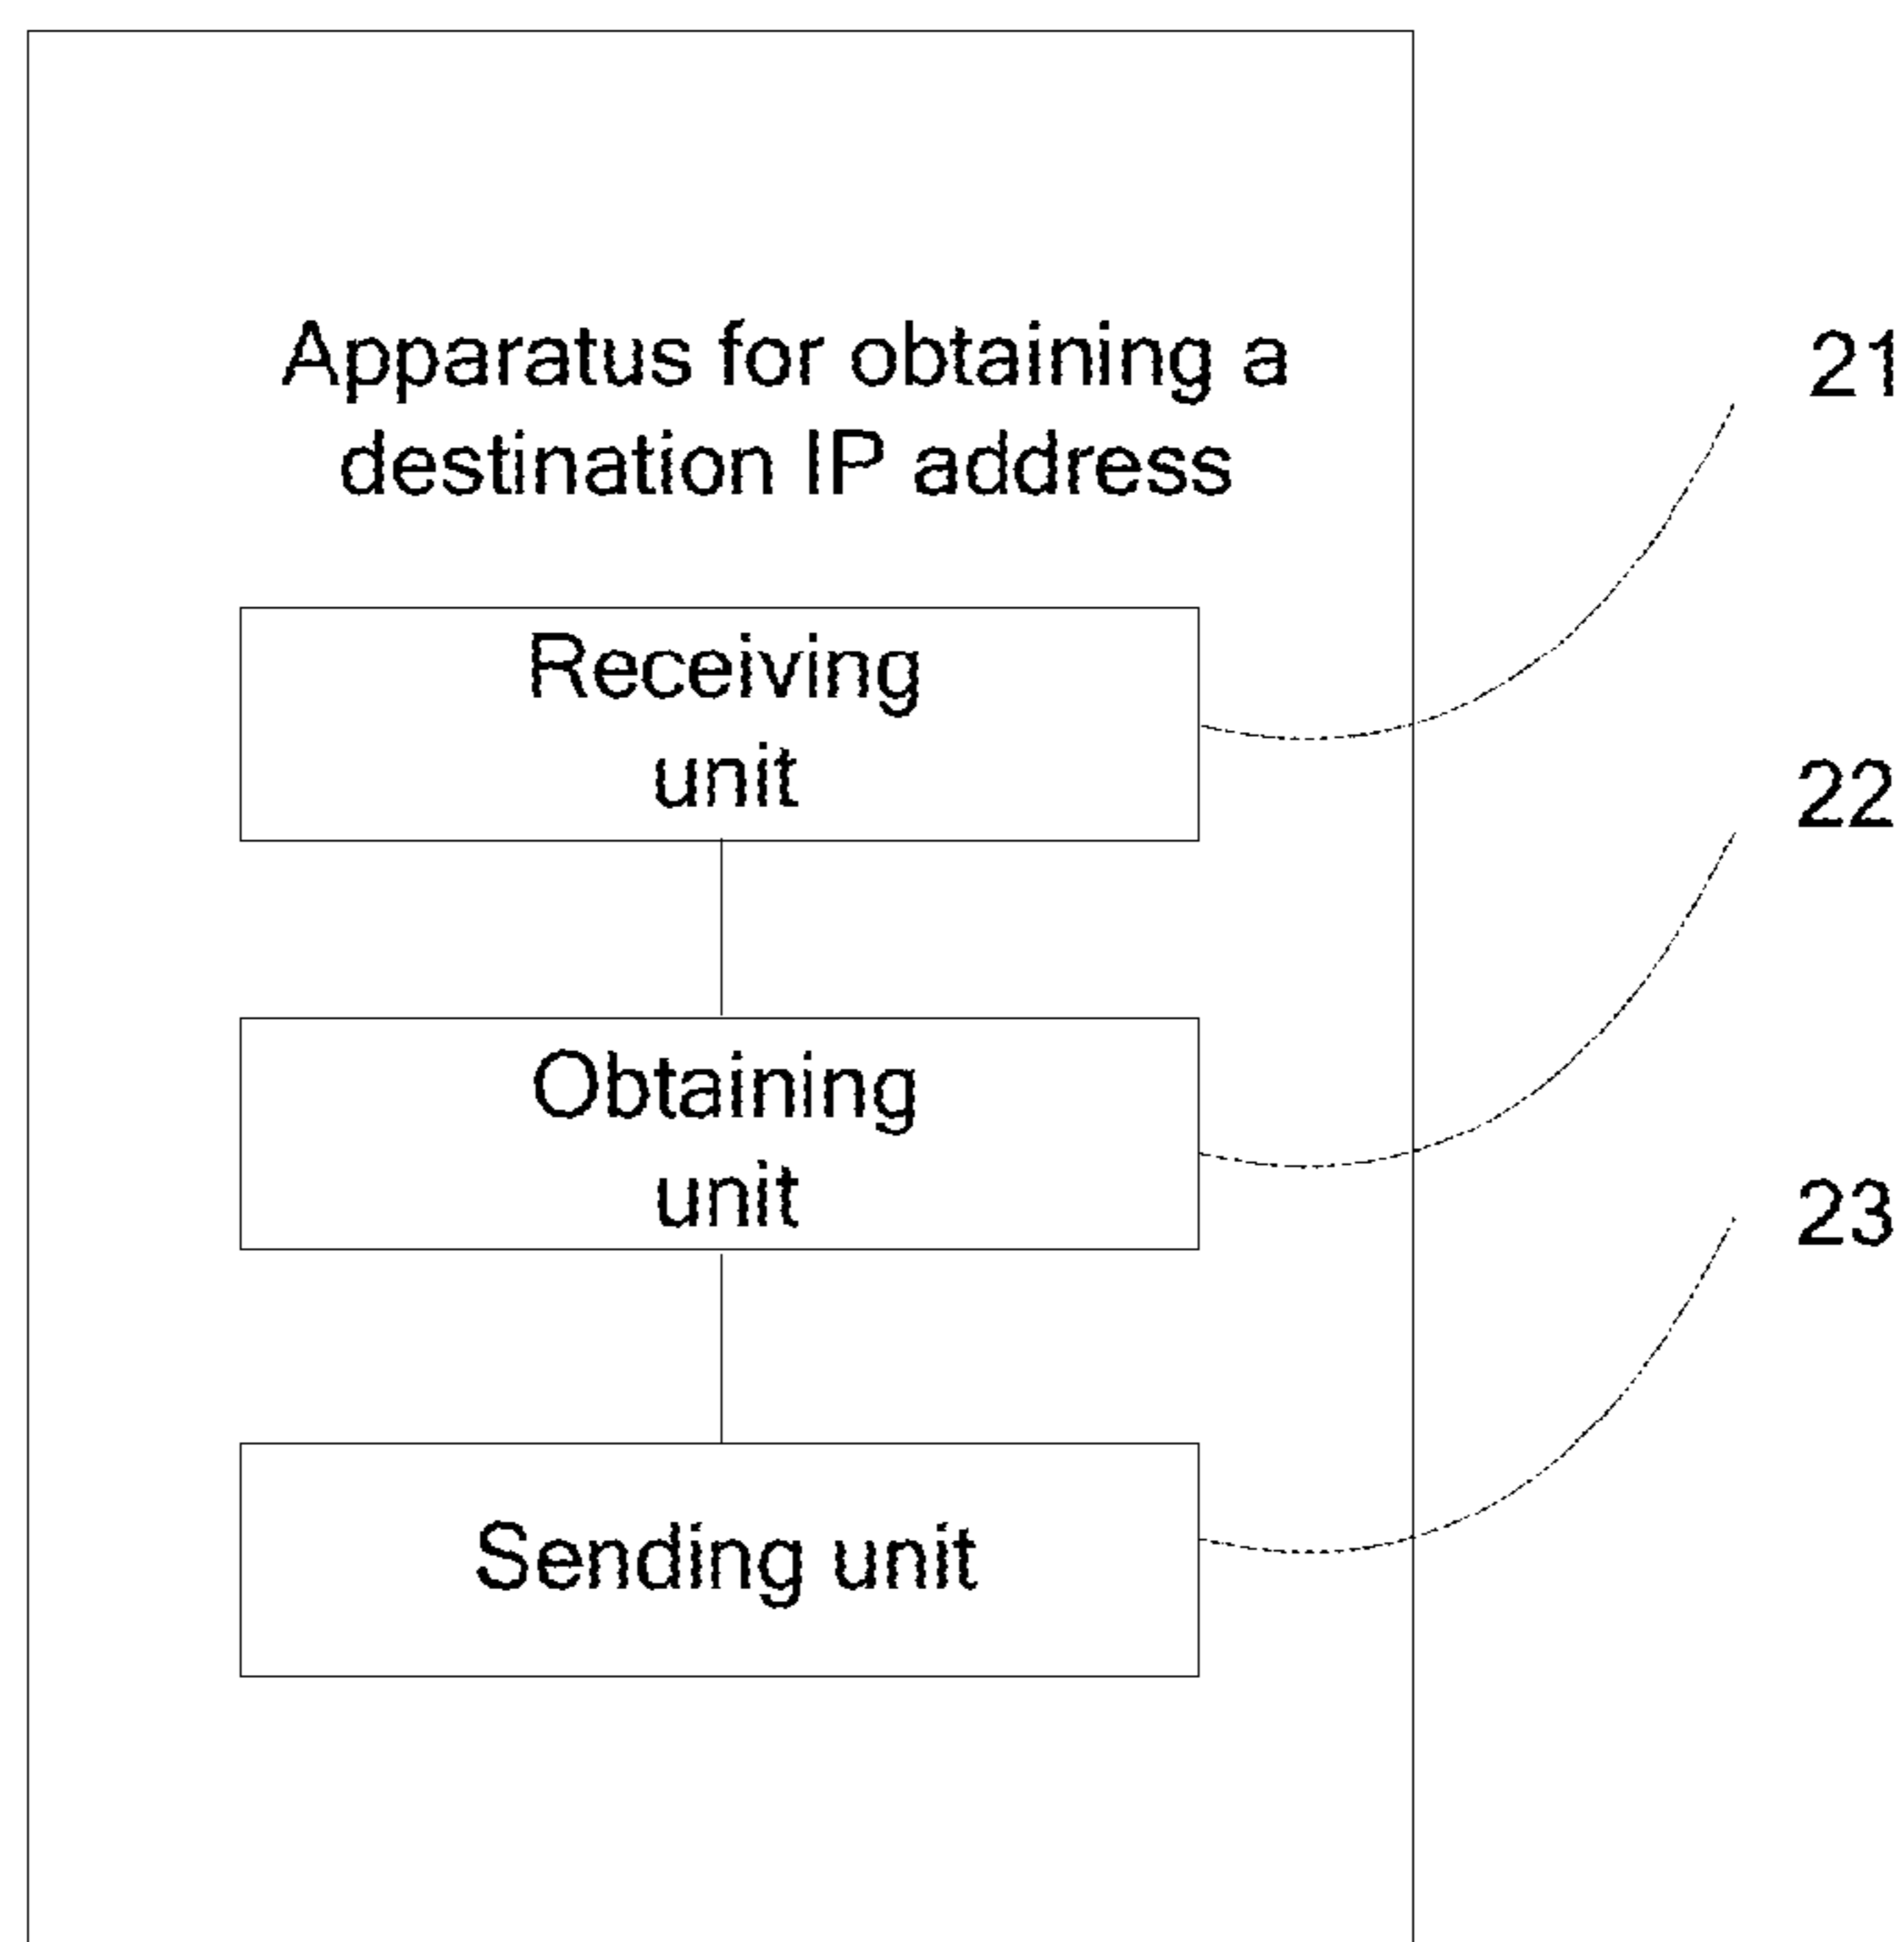 Apparatus for obtaining a
destination IP address
21
Receiving
unit
22
Obtaining
unit
23
Sending unit